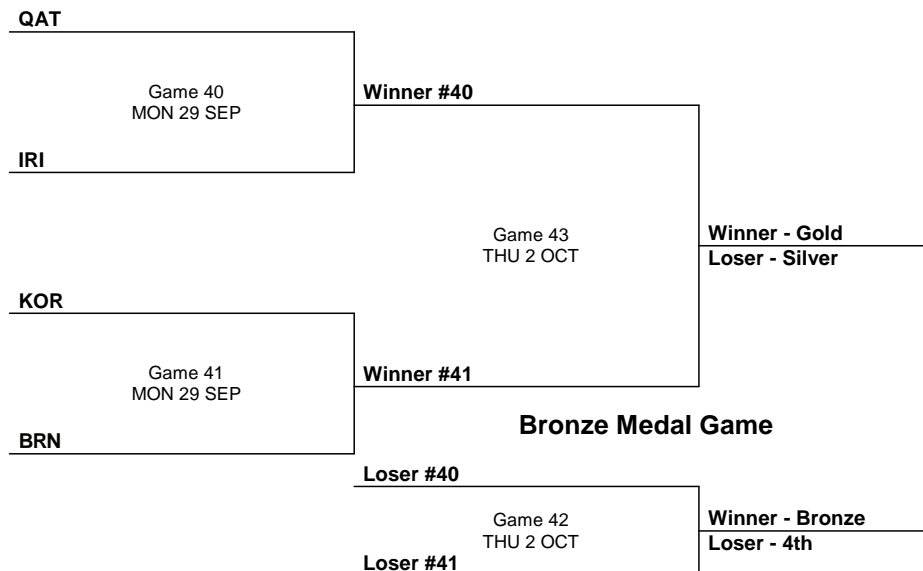 QAT
Game 40
MON 29 SEP
Winner #40
IRI
Game 43
THU 2 OCT
Winner - Gold
Loser - Silver
KOR
Game 41
MON 29 SEP
Winner #41
BRN
Bronze Medal Game
Loser #40
Game 42
THU 2 OCT
Winner - Bronze
Loser - 4th
Loser #41